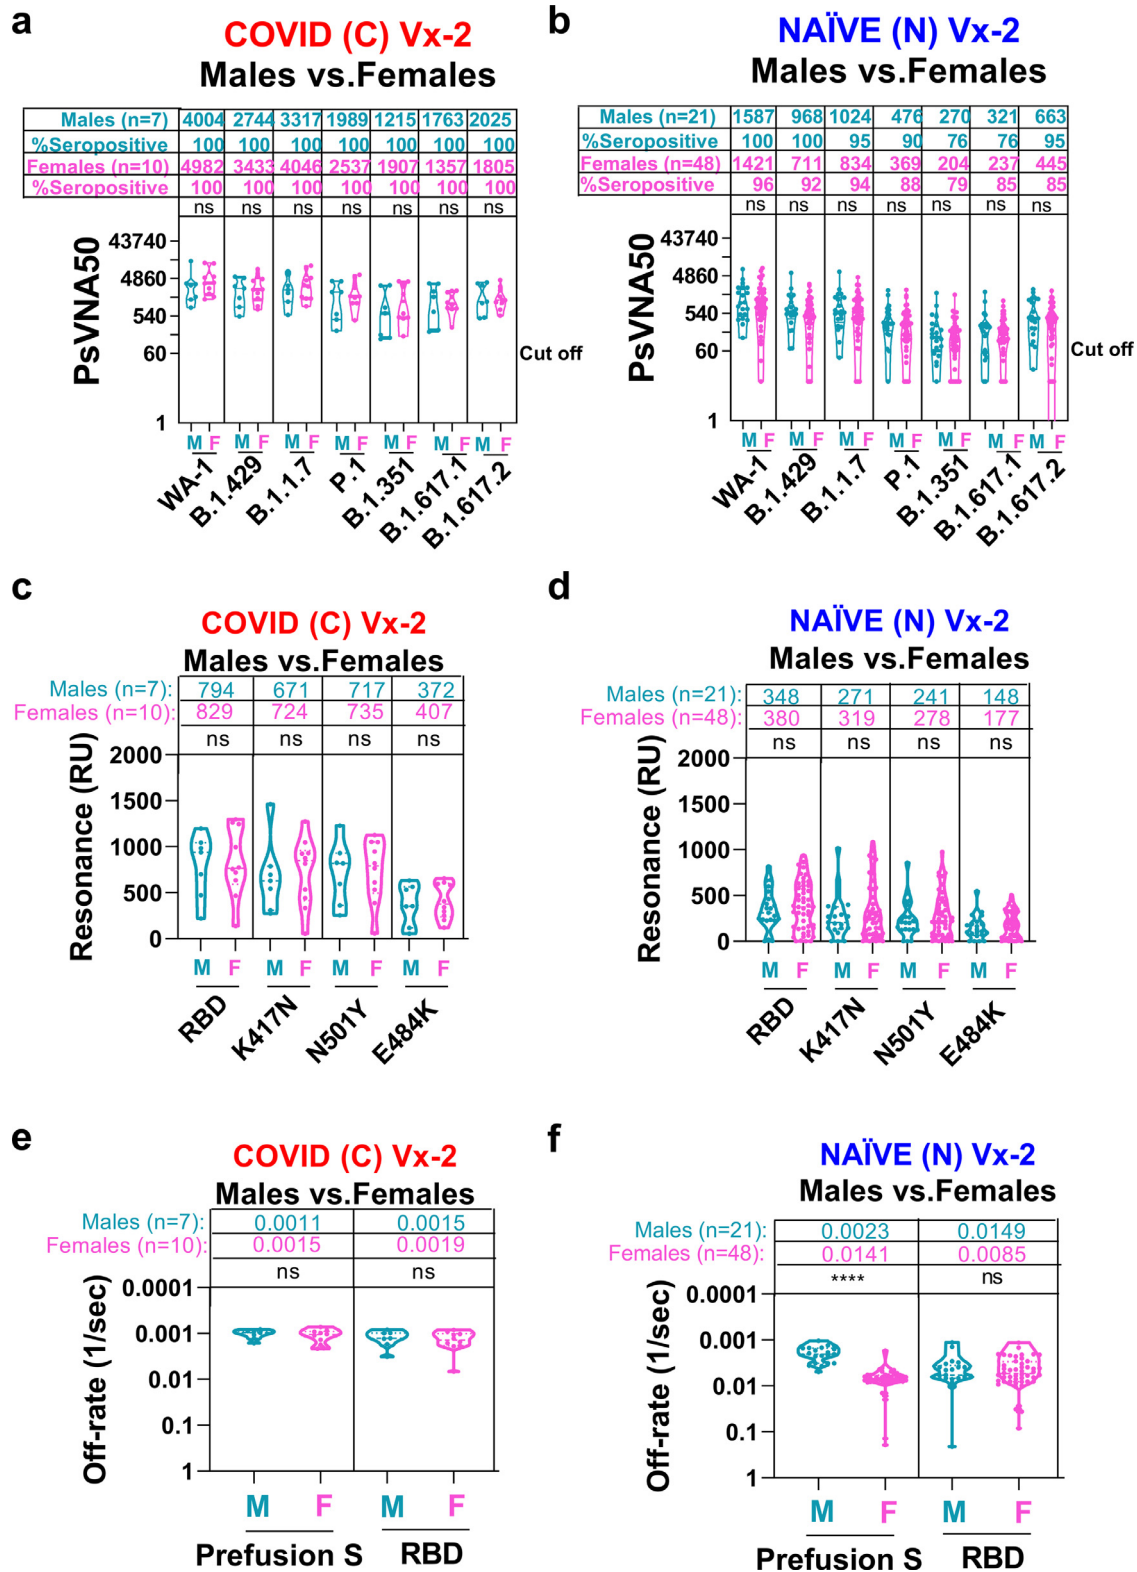 a
COVID (C) Vx-2
Males vs.Females
Males (n=7) 4004 2744 3317 1989 1215 1763 2025
%Seropositive 100 100 100 100 100 100 100
Females (n=10) 4982 3433 4046 2537 1907 1357 1805
%Seropositive 100 100 100 100 100 100 100
ns ns ns ns ns ns ns
PsVNA50
43740
4860
540
60
1
Cut off
M F M F M F M F M F M F M F
WA-1 B.1.429 B.1.1.7 P.1 B.1.351 B.1.617.1 B.1.617.2
b
NAÏVE (N) Vx-2
Males vs.Females
Males (n=21) 1587 968 1024 476 270 321 663
%Seropositive 100 100 95 90 76 76 95
Females (n=48) 1421 711 834 369 204 237 445
%Seropositive 96 92 94 88 79 85 85
ns ns ns ns ns ns ns
PsVNA50
43740
4860
540
60
1
Cut off
M F M F M F M F M F M F M F
WA-1 B.1.429 B.1.1.7 P.1 B.1.351 B.1.617.1 B.1.617.2
c
COVID (C) Vx-2
Males vs.Females
Males (n=7): 794 671 717 372
Females (n=10): 829 724 735 407
ns ns ns ns
Resonance (RU)
2000
1500
1000
500
0
M F M F M F M F
RBD K417N N501Y E484K
d
NAÏVE (N) Vx-2
Males vs.Females
Males (n=21): 348 271 241 148
Females (n=48): 380 319 278 177
ns ns ns ns
Resonance (RU)
2000
1500
1000
500
0
M F M F M F M F
RBD K417N N501Y E484K
e
COVID (C) Vx-2
Males vs.Females
Males (n=7): 0.0011 0.0015
Females (n=10): 0.0015 0.0019
ns ns
Off-rate (1/sec)
0.0001
0.001
0.01
0.1
1
M F M F
Prefusion S RBD
f
NAÏVE (N) Vx-2
Males vs.Females
Males (n=21): 0.0023 0.0149
Females (n=48): 0.0141 0.0085
**** ns
Off-rate (1/sec)
0.0001
0.001
0.01
0.1
1
M F M F
Prefusion S RBD